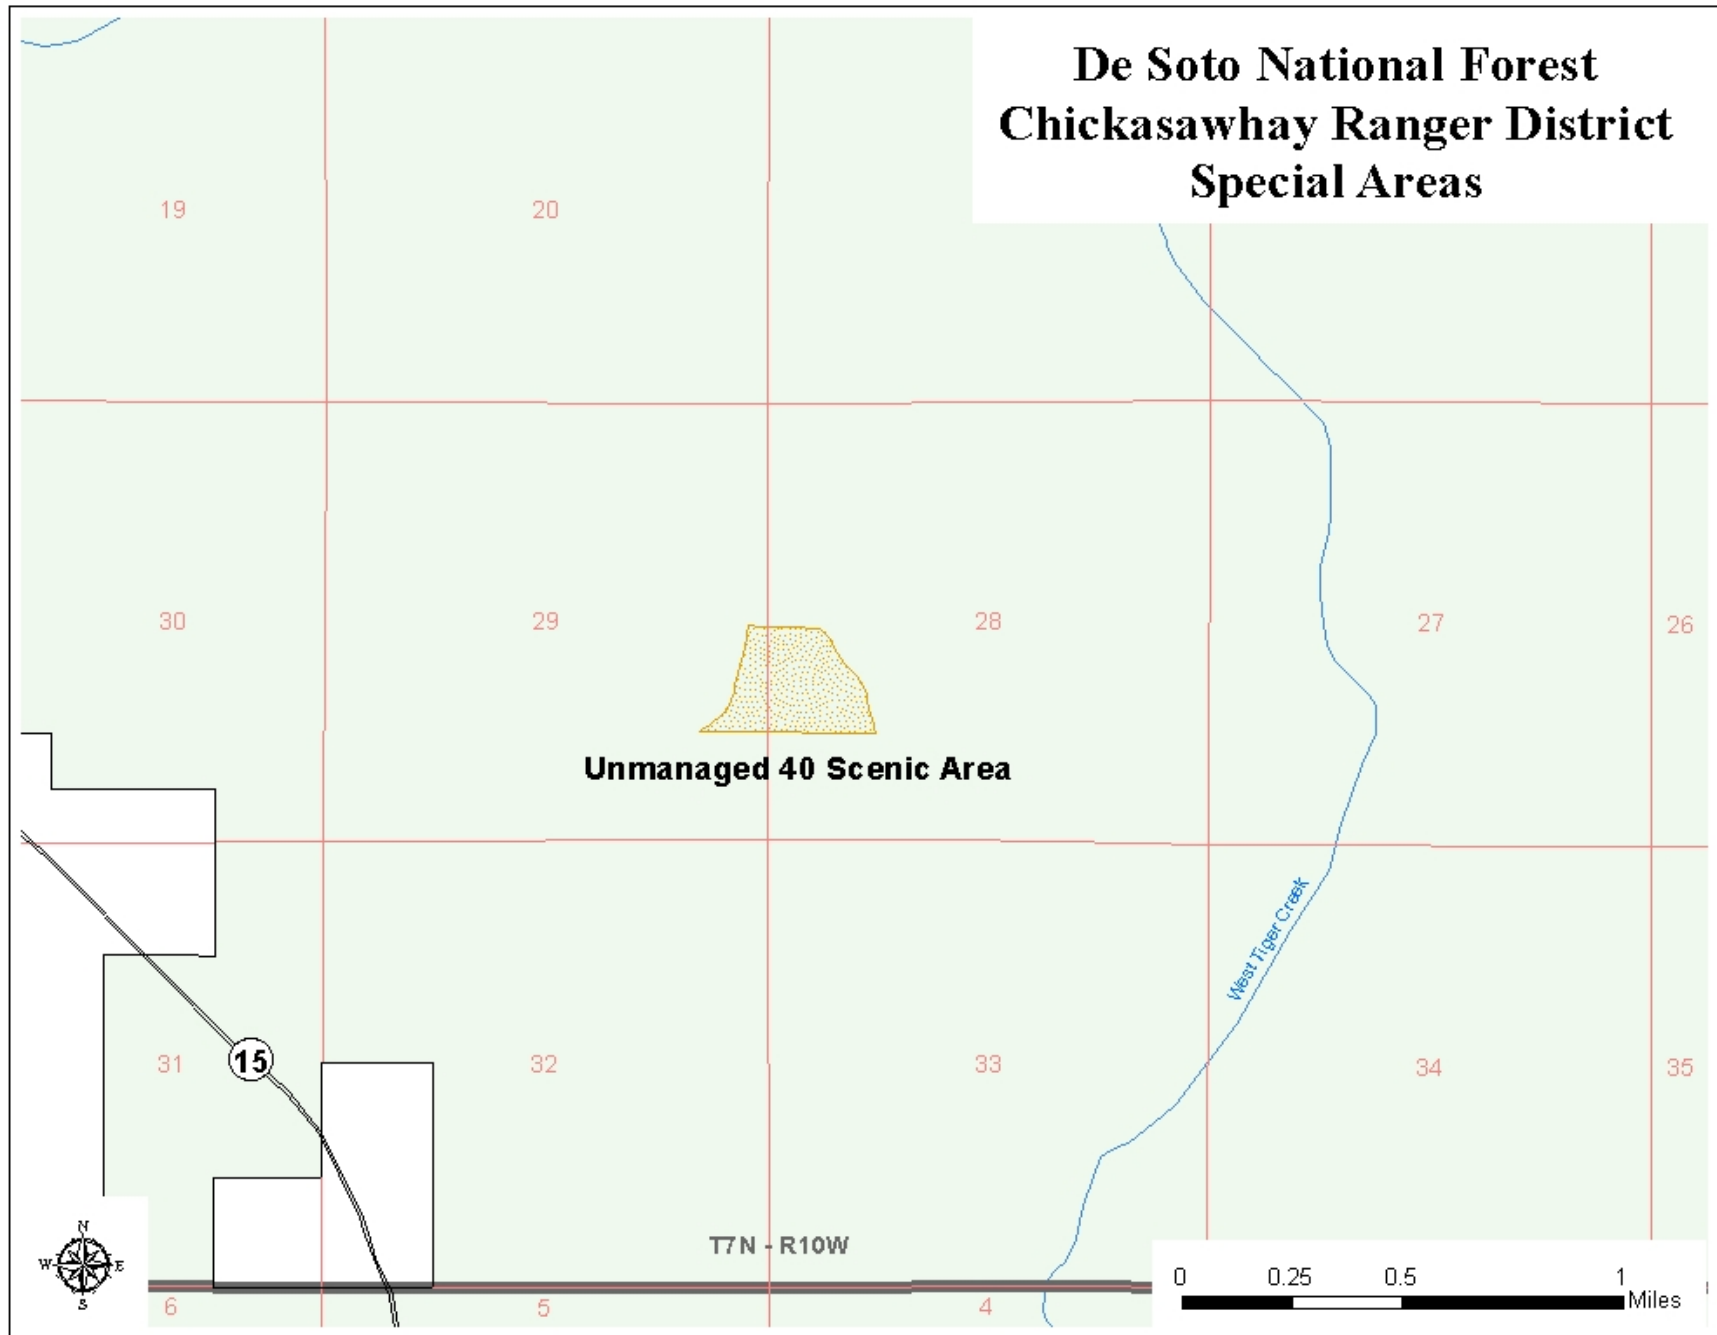 De Soto National Forest
Chickasawhay Ranger District
Special Areas
19
20
30
29
28
27
26
Unmanaged 40 Scenic Area
West Tiger Creek
31
15
32
33
34
35
T7N - R10W
N
W E
S
0 0.25 0.5 1
Miles
6
5
4